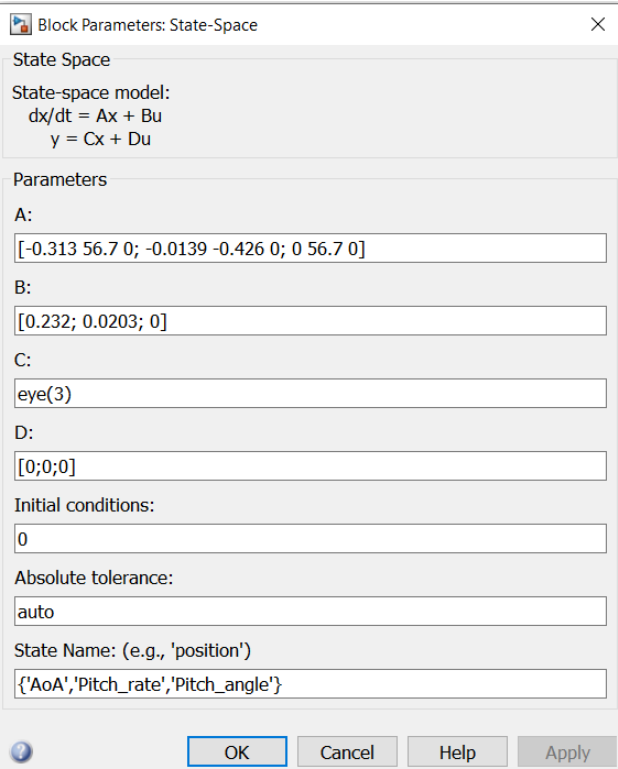 Block Parameters: State-Space
State Space
State-space model:
dx/dt = Ax + Bu
y = Cx + Du
Parameters
A:
[-0.313 56.7 0; -0.0139 -0.426 0; 0 56.7 0]
B:
[0.232; 0.0203; 0]
C:
eye(3)
D:
[0;0;0]
Initial conditions:
0
Absolute tolerance:
auto
State Name: (e.g., 'position')
{'AoA','Pitch_rate','Pitch_angle'}
? OK Cancel Help Apply